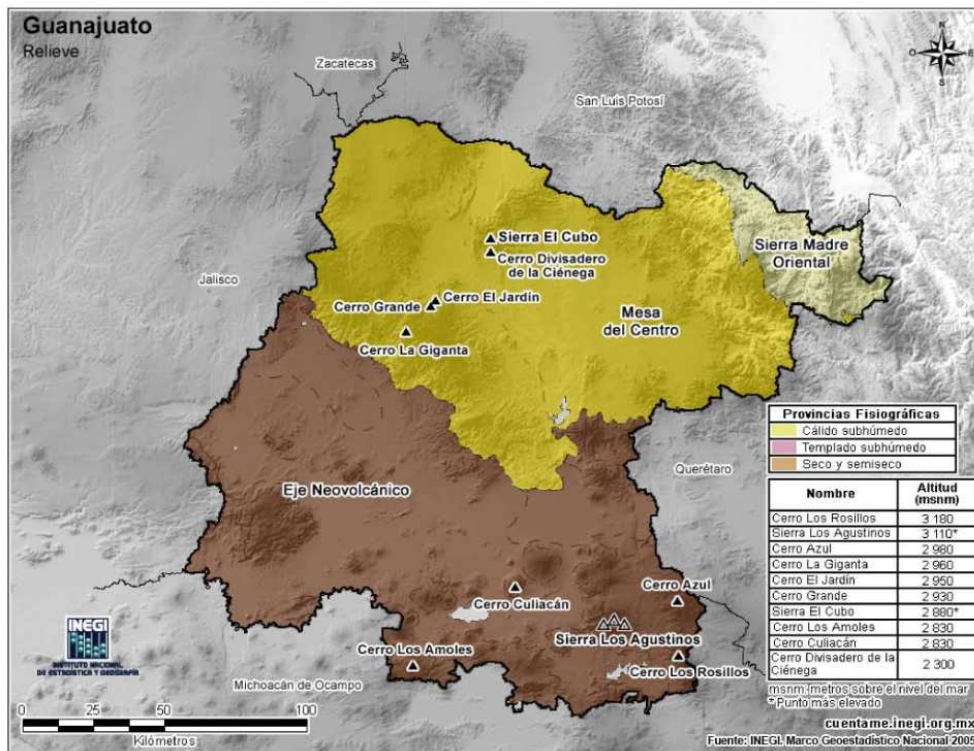 Guanajuato
Relieve
Zacatecas
San Luis Potosí
N
O
E
S
Sierra Madre
Oriental
Sierra El Cubo
Cerro Divisadero
de la Ciénega
Jalisco
Cerro El Jardín
Cerro Grande
Mesa
del Centro
Cerro La Giganta
Provincias Fisiográficas
Cálido subhúmedo
Templado subhúmedo
Seco y semiseco
Querétaro
Eje Neovolcánico
Nombre Altitud
(msnm)
Cerro Los Rosillos 3 180
Sierra Los Agustinos 3 110*
Cerro Azul 2 980
Cerro La Giganta 2 960
Cerro El Jardín 2 950
Cerro Grande 2 930
Sierra El Cubo 2 880*
Cerro Los Amoles 2 830
Cerro Culiacán 2 830
Cerro Divisadero de la
Ciénega 2 300
msnm: metros sobre el nivel del mar
*Punto más elevado
Cerro Azul
Cerro Culiacán
Sierra Los Agustinos
Cerro Los Amoles
Cerro Los Rosillos
INEGI
INSTITUTO NACIONAL
DE ESTADÍSTICA Y GEOGRAFÍA
Michoacán de Ocampo
0 25 50 100
Kilómetros
cuentame.inegi.org.mx
Fuente: INEGI. Marco Geoestadístico Nacional 2005